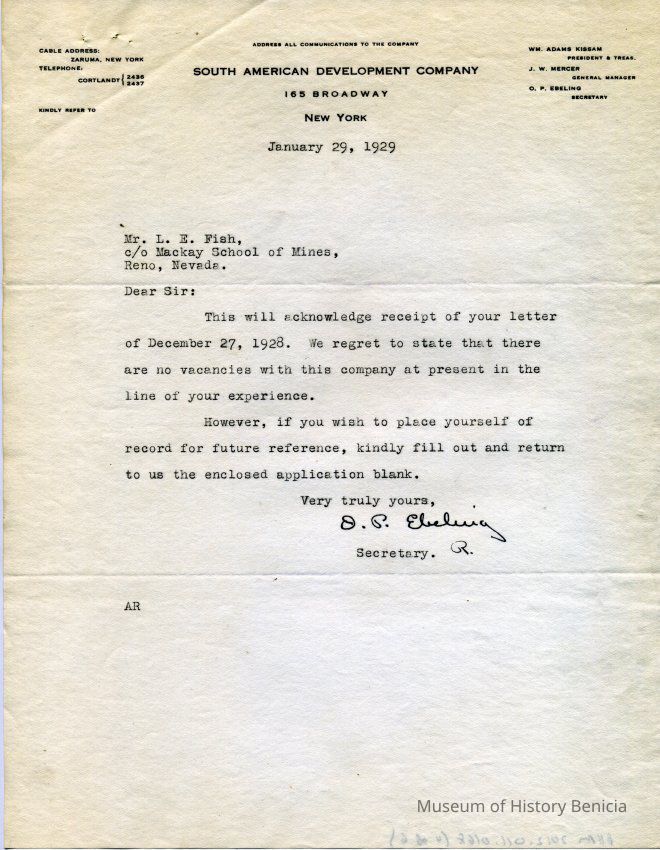 ADDRESS ALL COMMUNICATIONS TO THE COMPANY
CABLE ADDRESS:
ZARUMA, NEW YORK
TELEPHONE:
CORTLANDT { 2436
2437
KINDLY REFER TO
SOUTH AMERICAN DEVELOPMENT COMPANY
165 BROADWAY
NEW YORK
WM. ADAMS KISSAM
PRESIDENT & TREAS.
J. W. MERCER
GENERAL MANAGER
O. P. EBELING
SECRETARY
January 29, 1929
Mr. L. E. Fish,
c/o Mackay School of Mines,
Reno, Nevada.
Dear Sir:
This will acknowledge receipt of your letter
of December 27, 1928. We regret to state that there
are no vacancies with this company at present in the
line of your experience.
However, if you wish to place yourself of
record for future reference, kindly fill out and return
to us the enclosed application blank.
Very truly yours,
O. P. Ebeling
Secretary. R.
AR
Museum of History Benicia